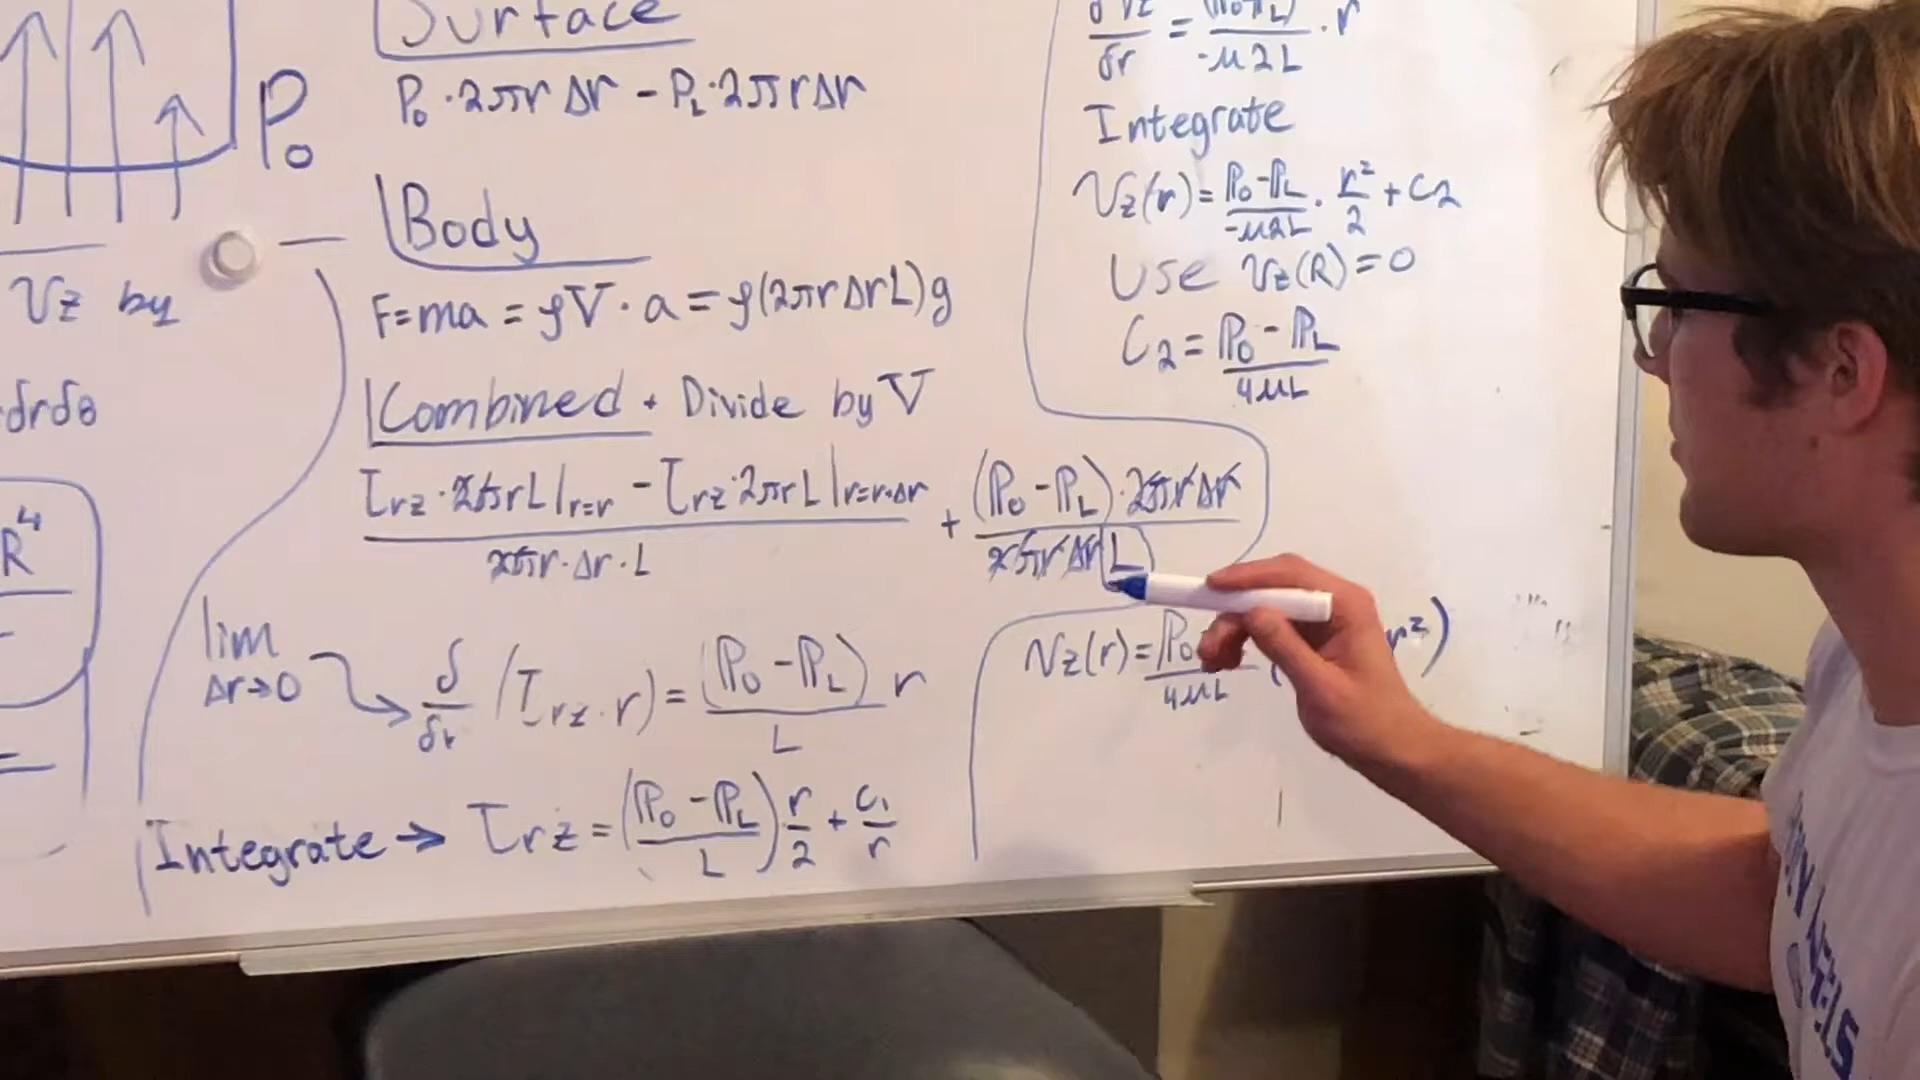 P₀
Vz by
δrδθ
R⁴
Surface
P₀·2πrΔr - P_L·2πrΔr
Body
F=ma = ρV·a = ρ(2πrΔrL)g
Combined + Divide by V
τrz·2πrL|r=r - τrz·2πrL|r=r+Δr + (P₀-P_L)·2πrΔr
2πr·Δr·L 2πrΔrL
lim Δr→0
δ/δr (τrz·r) = (P₀-P_L)/L r
Integrate → τrz = (P₀-P_L / L) r/2 + C₁/r
δVz/δr = (P₀-P_L)/-μ2L ·r
Integrate
Vz(r) = P₀-P_L/-μ2L · r²/2 + C₂
Use Vz(R)=0
C₂ = P₀-P_L/4μL
Vz(r) = P₀ /4μL ( r²)